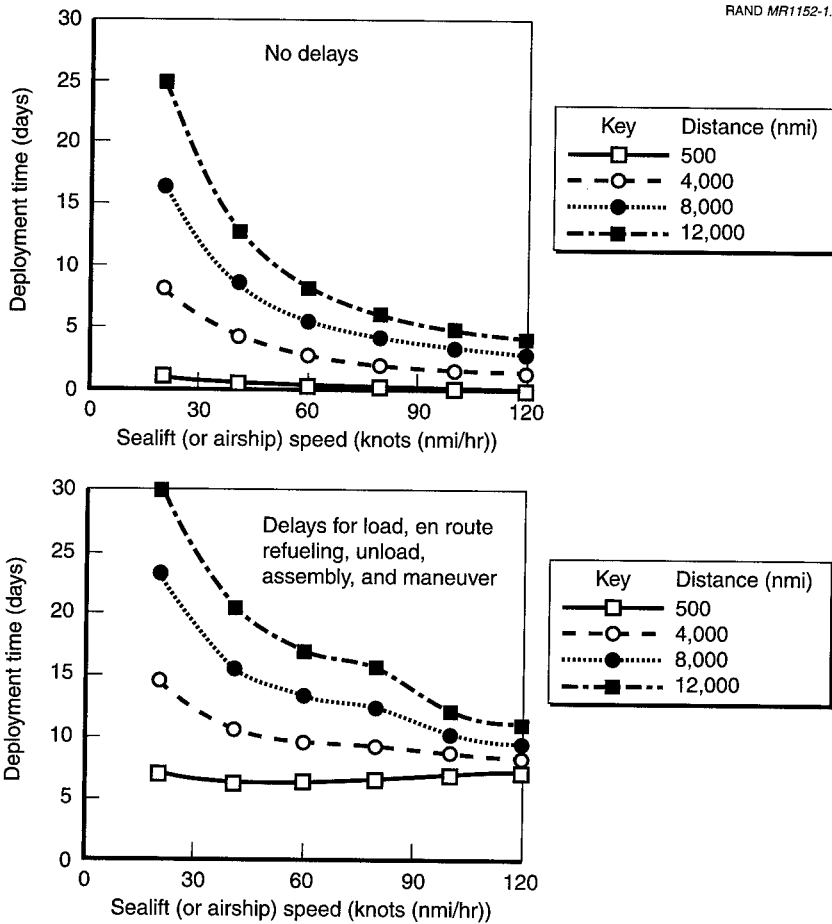 RAND MR1152-1.
30
25
20
15
10
5
0
Deployment time (days)
No delays
0 30 60 90 120
Sealift (or airship) speed (knots (nmi/hr))
Key Distance (nmi)
500
4,000
8,000
12,000
30
25
20
15
10
5
0
Deployment time (days)
Delays for load, en route
refueling, unload,
assembly, and maneuver
0 30 60 90 120
Sealift (or airship) speed (knots (nmi/hr))
Key Distance (nmi)
500
4,000
8,000
12,000